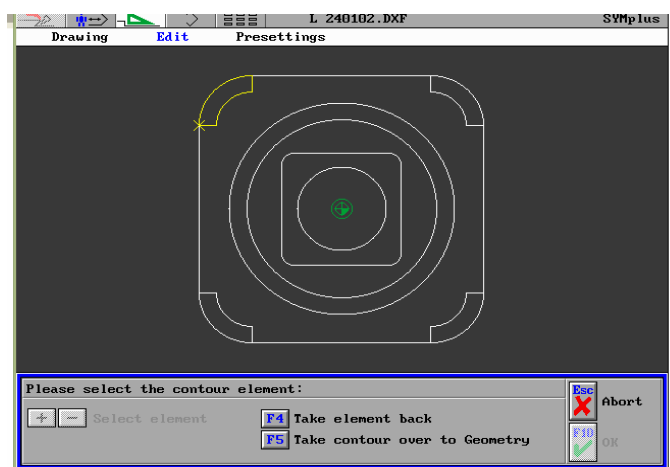 L 240102.DXF SYMplus
Drawing Edit Presettings
Please select the contour element:
+ - Select element
F4 Take element back
F5 Take contour over to Geometry
Esc Abort
F10 OK